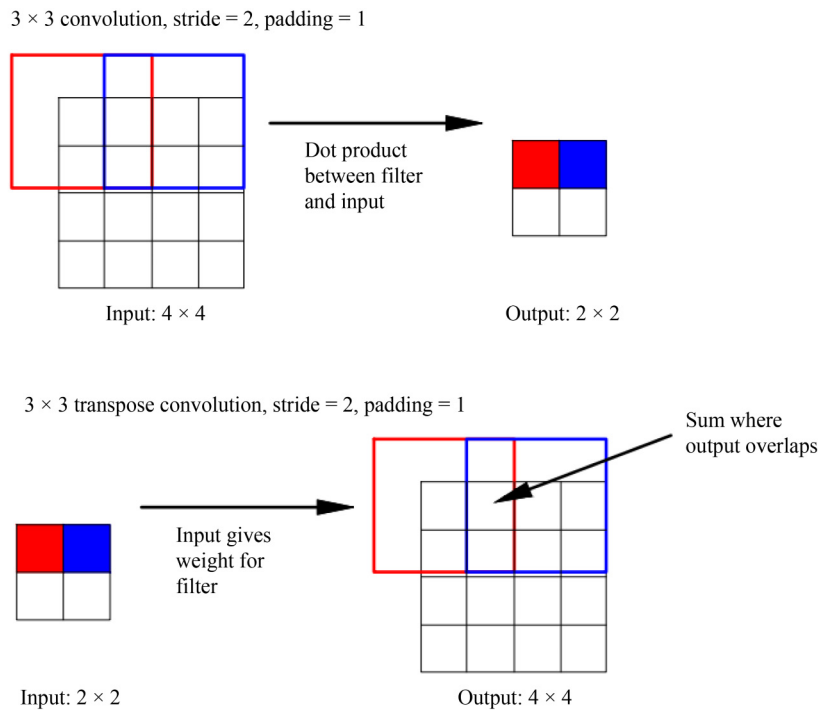 3 × 3 convolution, stride = 2, padding = 1
Dot product
between filter
and input
Input: 4 × 4
Output: 2 × 2
3 × 3 transpose convolution, stride = 2, padding = 1
Sum where
output overlaps
Input gives
weight for
filter
Input: 2 × 2
Output: 4 × 4